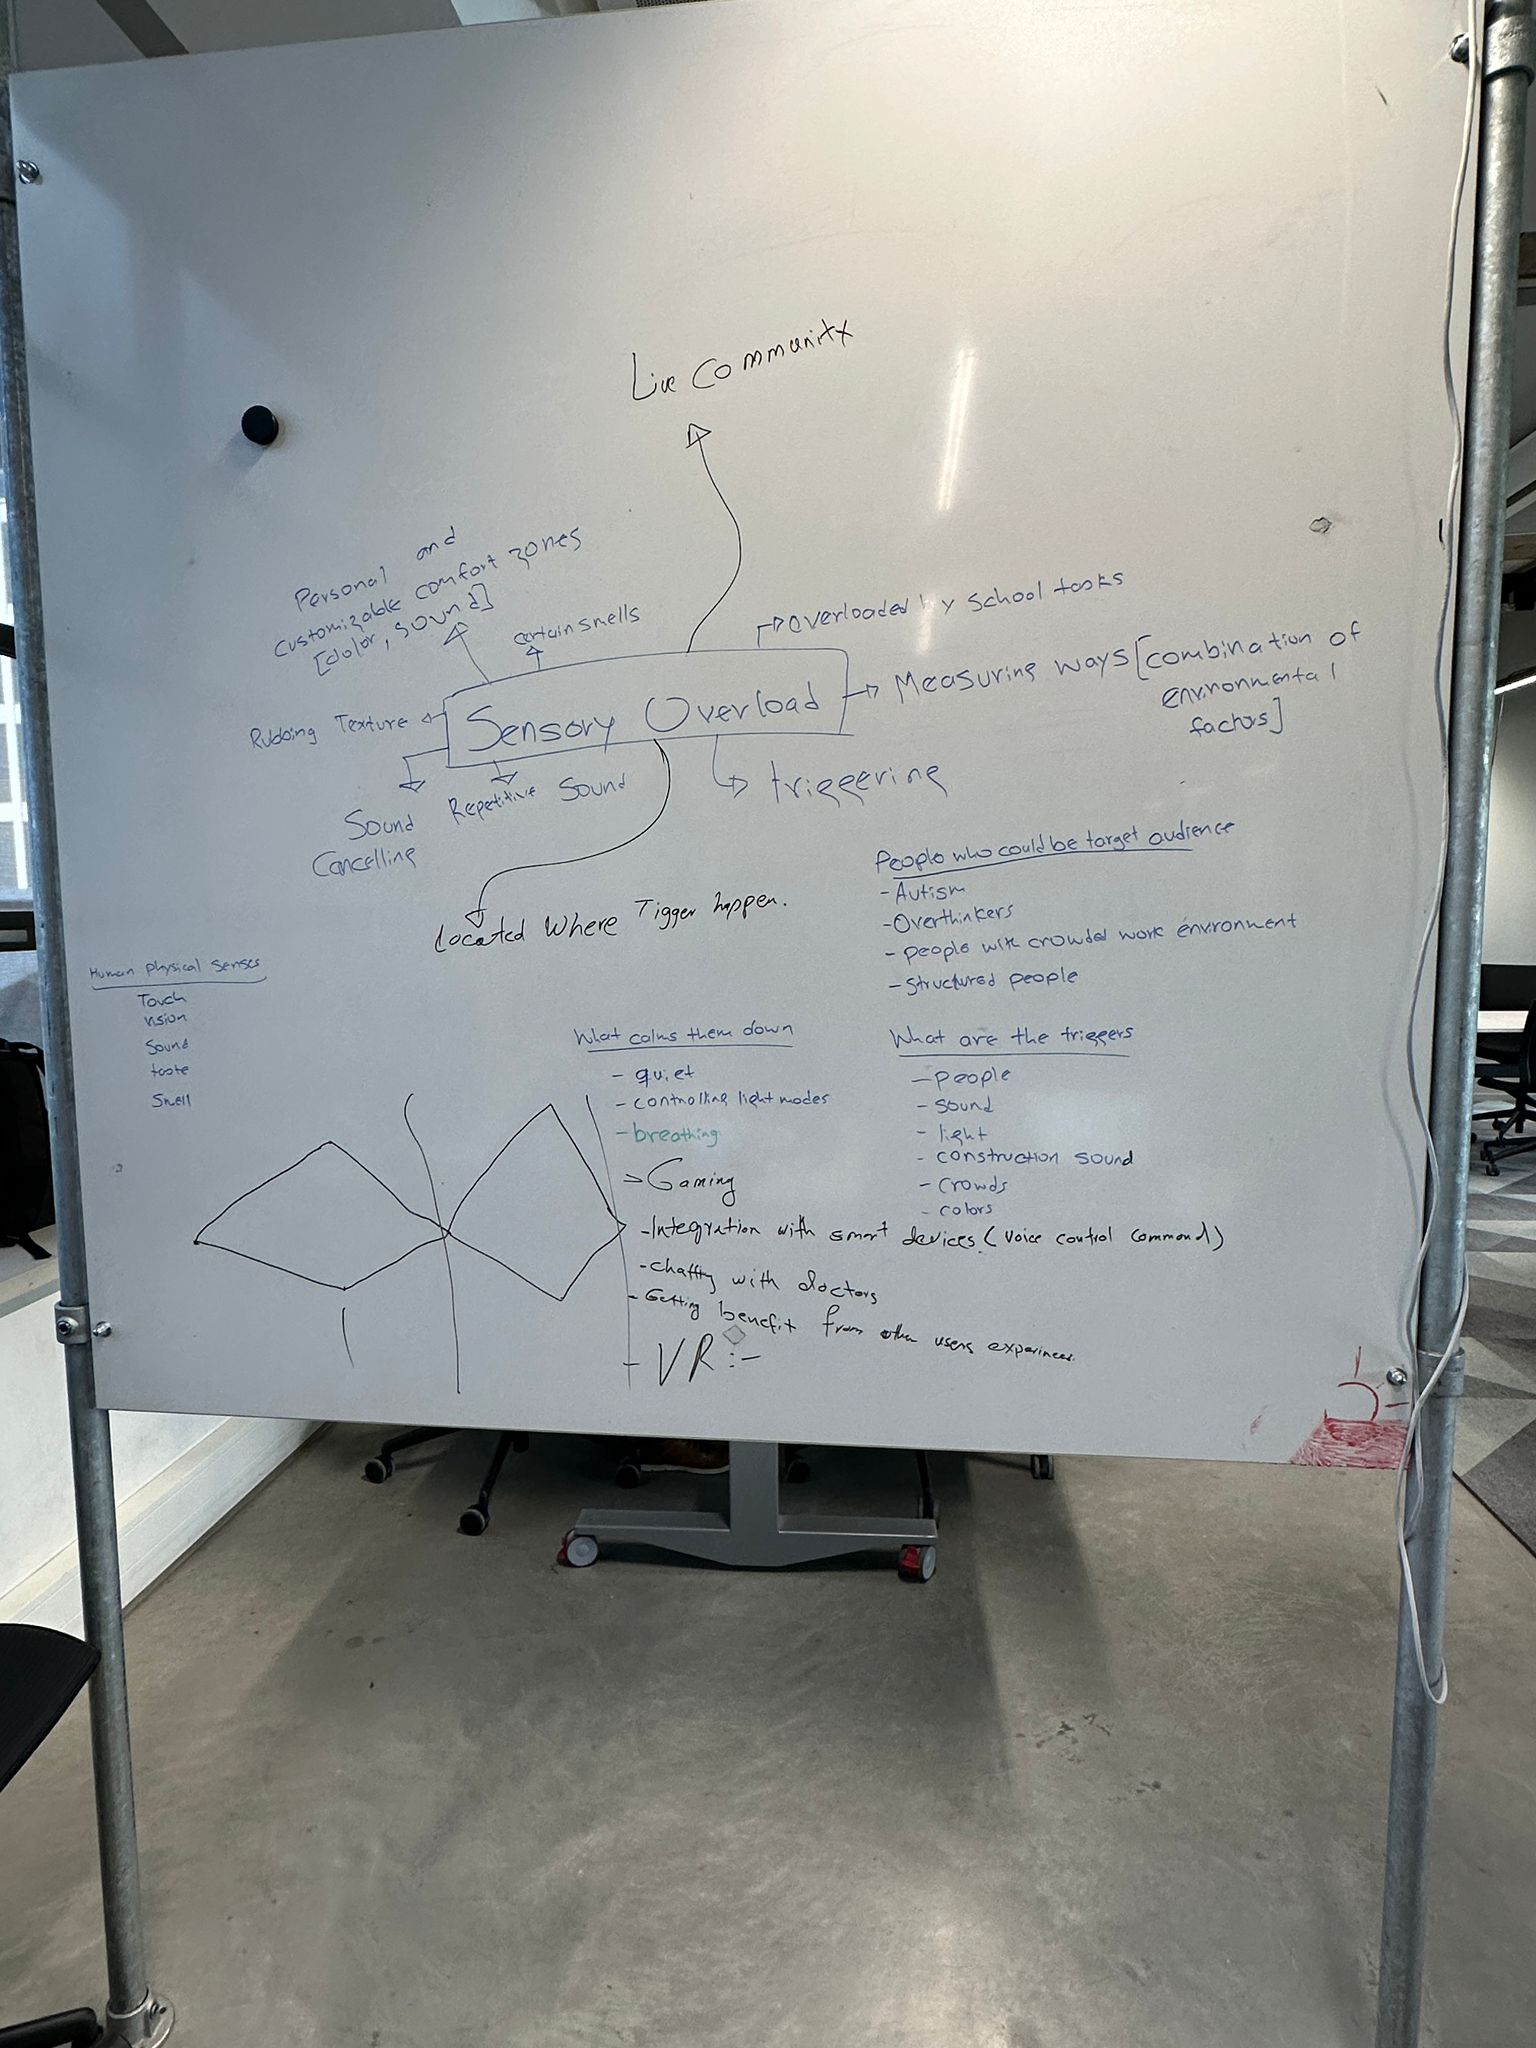 Live Community
Personal and
customizable comfort zones
[color, sound]
certain smells
overloaded by school tasks
Measuring ways [combination of
environmental
factors]
Rubbing Texture
Sensory Overload
Sound
Cancelling
Repetitive Sound
triggering
Located Where Tigger happen.
People who could be target audience
- Autism
- Overthinkers
- people with crowded work environment
- structured people
Human physical senses
Touch
vision
Sound
taste
Smell
What calms them down
- quiet
- controlling light modes
- breathing
- Gaming
- Integration with smart devices (voice control command)
- chatting with doctors
- Getting benefit from other users
- VR :-
What are the triggers
- people
- sound
- light
- construction sound
- crowds
- colors